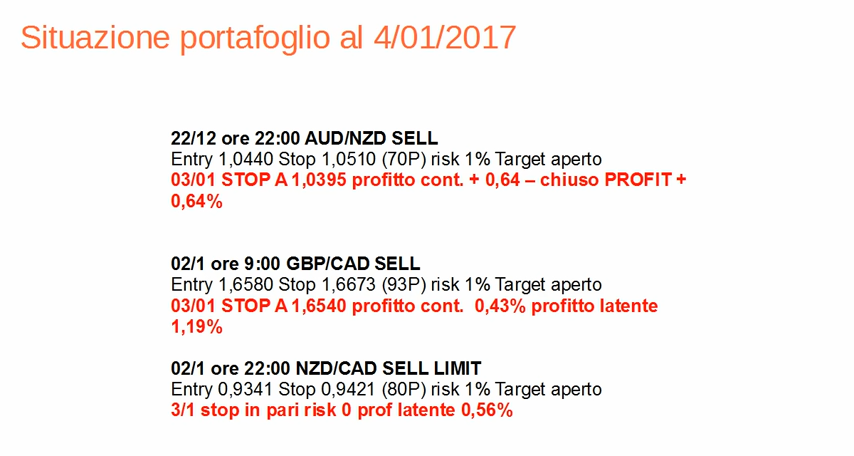 Situazione portafoglio al 4/01/2017
22/12 ore 22:00 AUD/NZD SELL
Entry 1,0440 Stop 1,0510 (70P) risk 1% Target aperto
03/01 STOP A 1,0395 profitto cont. + 0,64 – chiuso PROFIT +
0,64%
02/1 ore 9:00 GBP/CAD SELL
Entry 1,6580 Stop 1,6673 (93P) risk 1% Target aperto
03/01 STOP A 1,6540 profitto cont. 0,43% profitto latente
1,19%
02/1 ore 22:00 NZD/CAD SELL LIMIT
Entry 0,9341 Stop 0,9421 (80P) risk 1% Target aperto
3/1 stop in pari risk 0 prof latente 0,56%